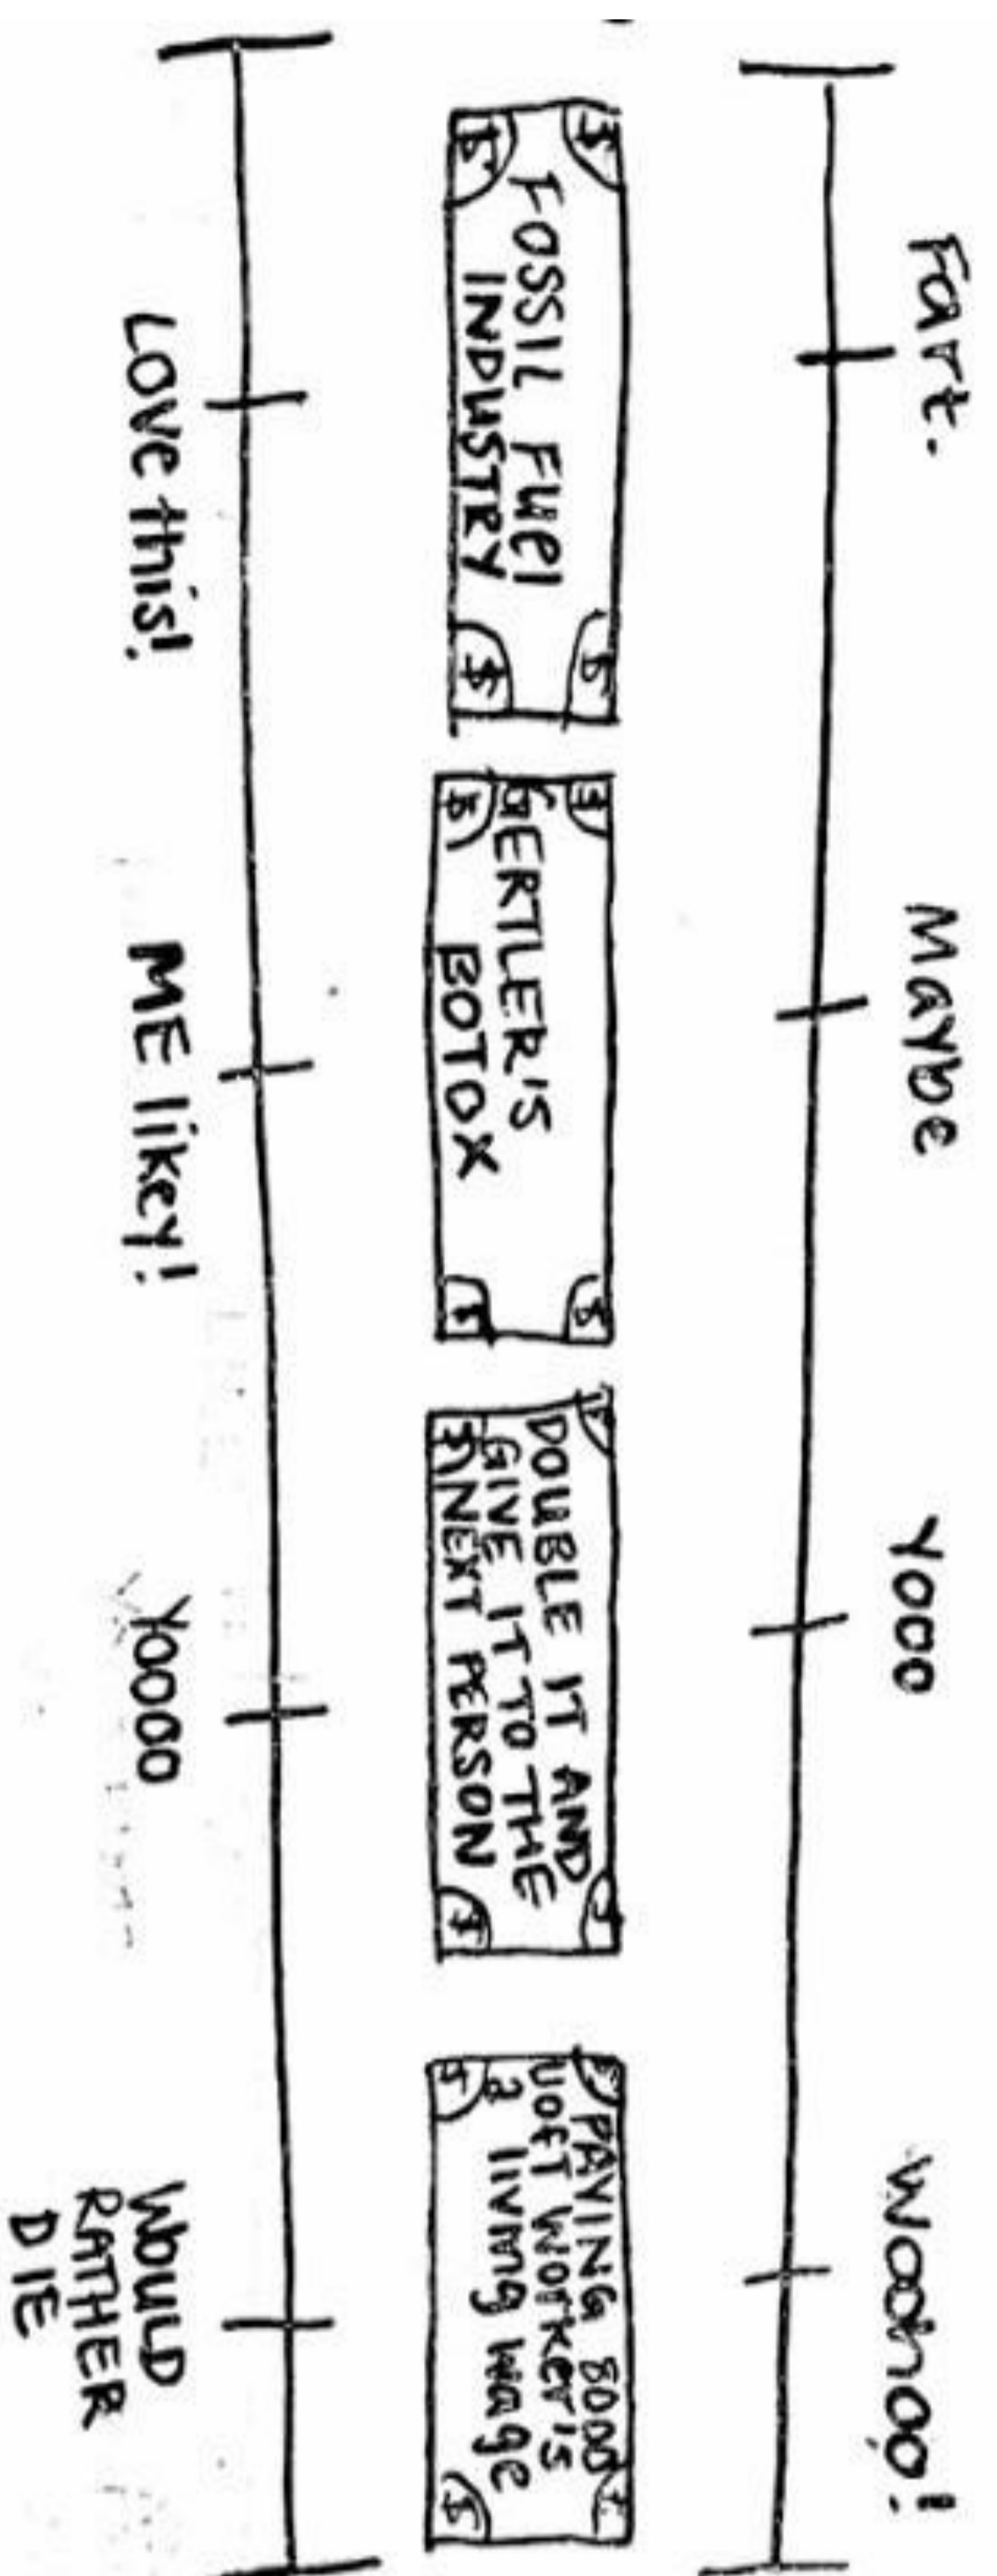 Fart.
Maybe
Yooo
Woohoo!
FOSSIL FUEL
INDUSTRY
GERTLER'S
BOTOX
DOUBLE IT AND
GIVE IT TO THE
NEXT PERSON
PAYING 8000
UOFT WORKER'S
a living wage
LOVE this!
ME likey!
Yoooo
WOULD
RATHER
DIE